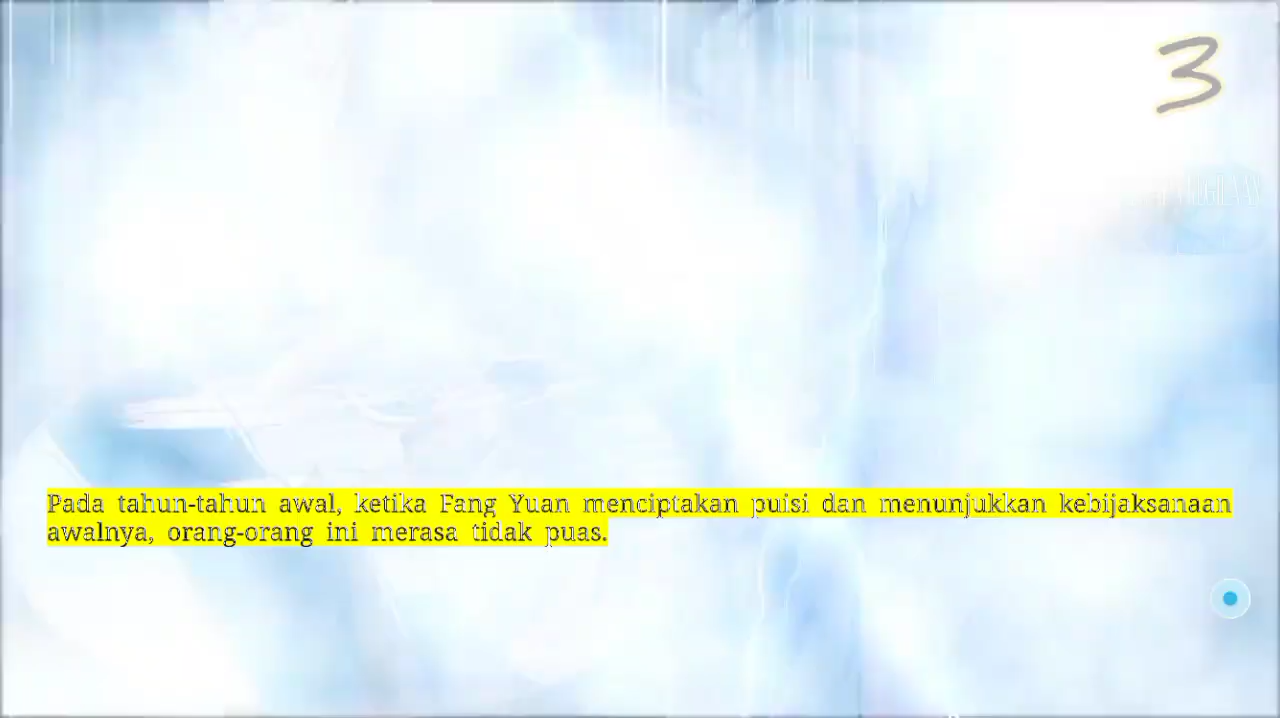 3
Pada tahun-tahun awal, ketika Fang Yuan menciptakan puisi dan menunjukkan kebijaksanaan
awalnya, orang-orang ini merasa tidak puas.